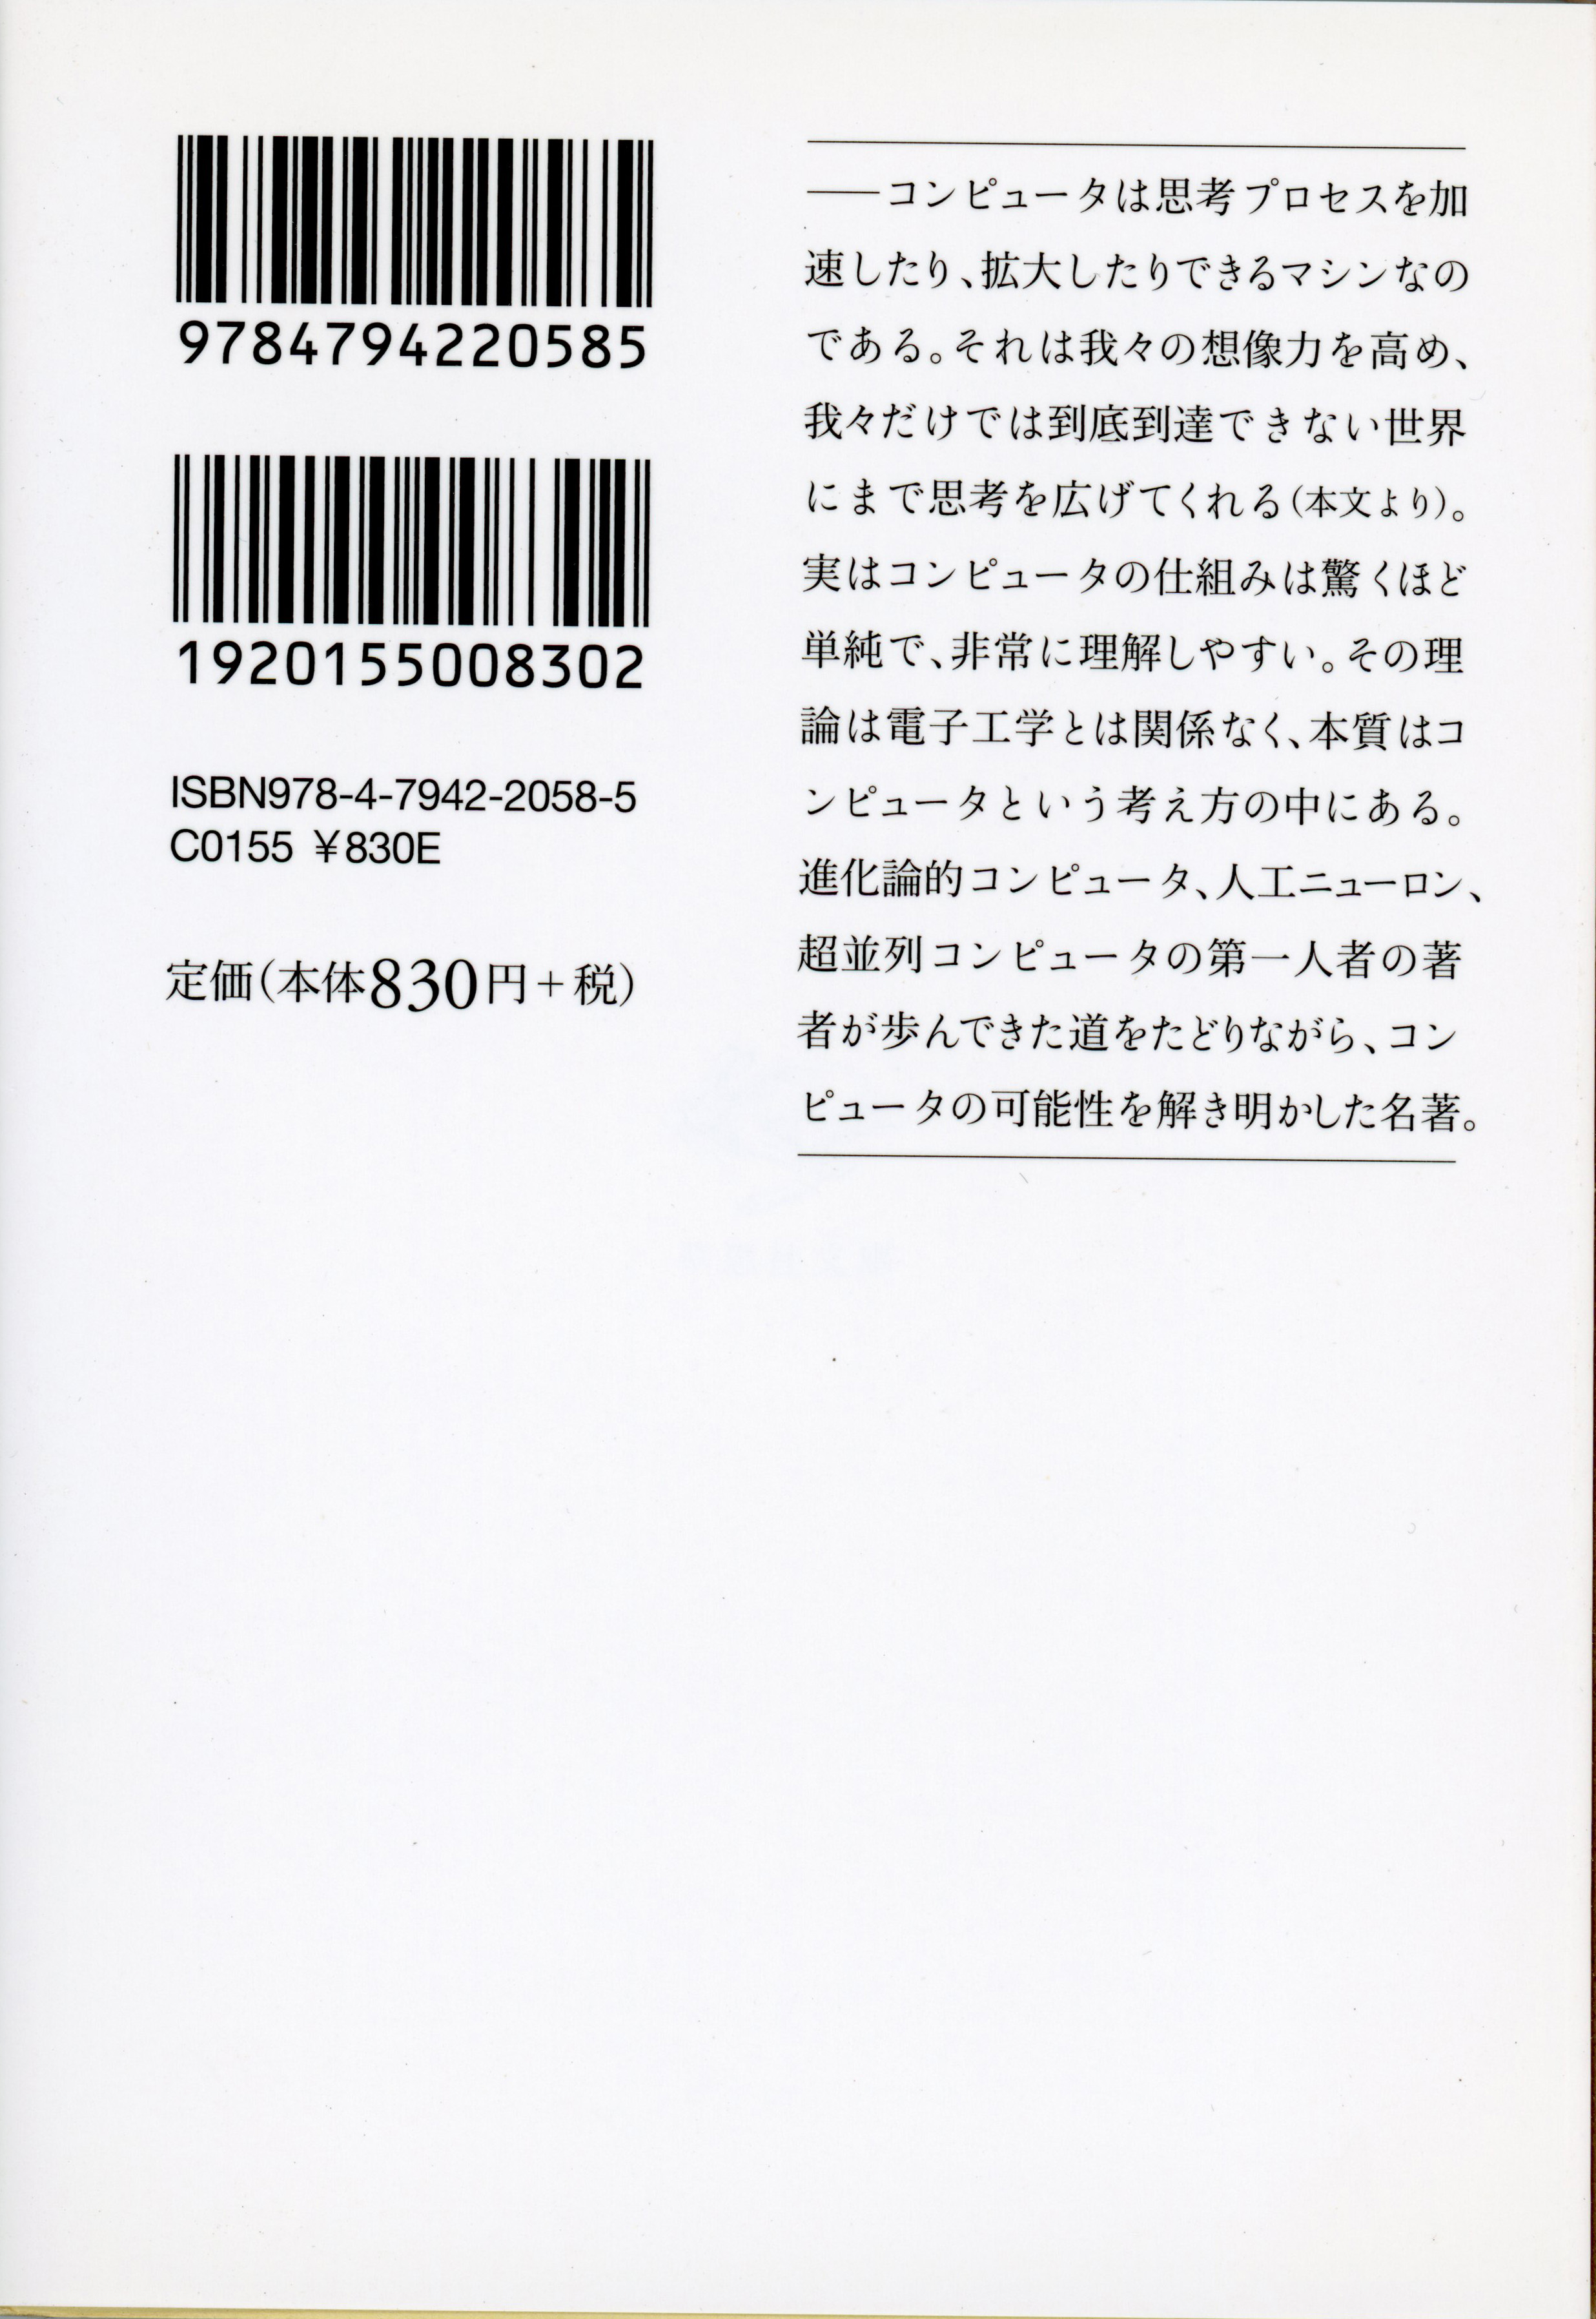 9784794220585
1920155008302
ISBN978-4-7942-2058-5
C0155 ¥830E
定価(本体830円+税)
――コンピュータは思考プロセスを加
速したり、拡大したりできるマシンなの
である。それは我々の想像力を高め、
我々だけでは到底到達できない世界
にまで思考を広げてくれる(本文より)。
実はコンピュータの仕組みは驚くほど
単純で、非常に理解しやすい。その理
論は電子工学とは関係なく、本質はコ
ンピュータという考え方の中にある。
進化論的コンピュータ、人工ニューロン、
超並列コンピュータの第一人者の著
者が歩んできた道をたどりながら、コン
ピュータの可能性を解き明かした名著。